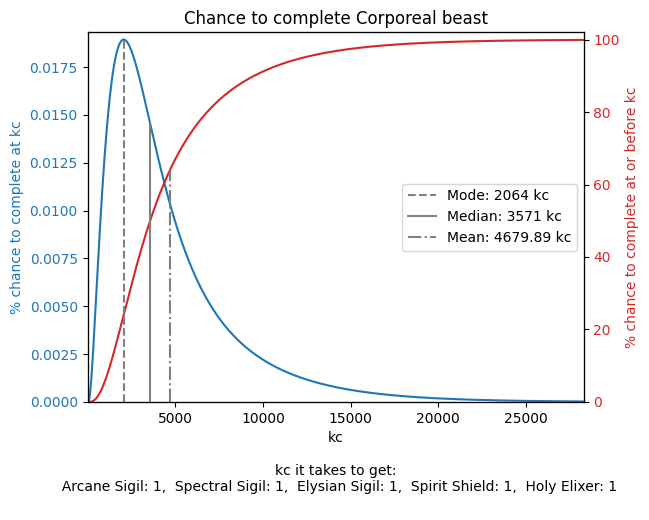 Chance to complete Corporeal beast
% chance to complete at kc
0.0175
0.0150
0.0125
0.0100
0.0075
0.0050
0.0025
0.0000
Mode: 2064 kc
Median: 3571 kc
Mean: 4679.89 kc
100
80
60
40
20
0
% chance to complete at or before kc
5000 10000 15000 20000 25000
kc
kc it takes to get:
Arcane Sigil: 1, Spectral Sigil: 1, Elysian Sigil: 1, Spirit Shield: 1, Holy Elixer: 1